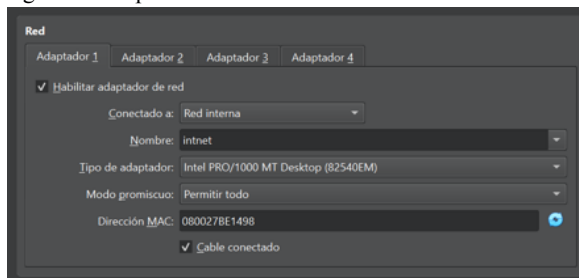 Red
Adaptador 1 Adaptador 2 Adaptador 3 Adaptador 4
Habilitar adaptador de red
Conectado a: Red interna
Nombre: intnet
Tipo de adaptador: Intel PRO/1000 MT Desktop (82540EM)
Modo promiscuo: Permitir todo
Dirección MAC: 080027BE1498
Cable conectado